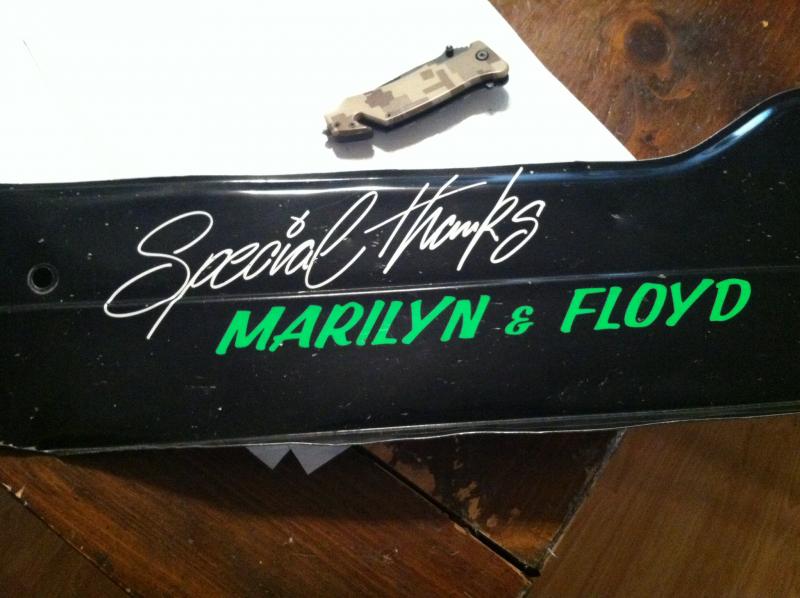 Special thanks
MARILYN & FLOYD